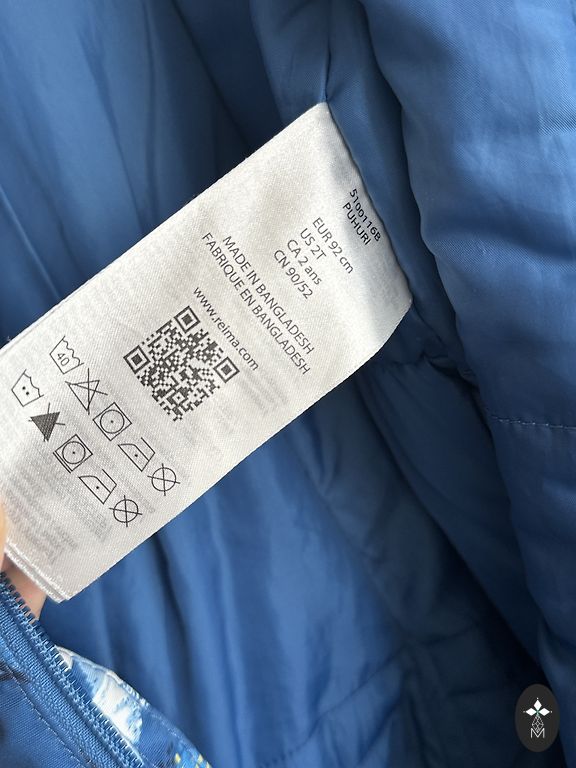 5100116B
PUHURI
EUR 92 cm
US 2T
CA 2 ans
CN 90/52
MADE IN BANGLADESH
FABRIQUE EN BANGLADESH
www.reima.com
40
M